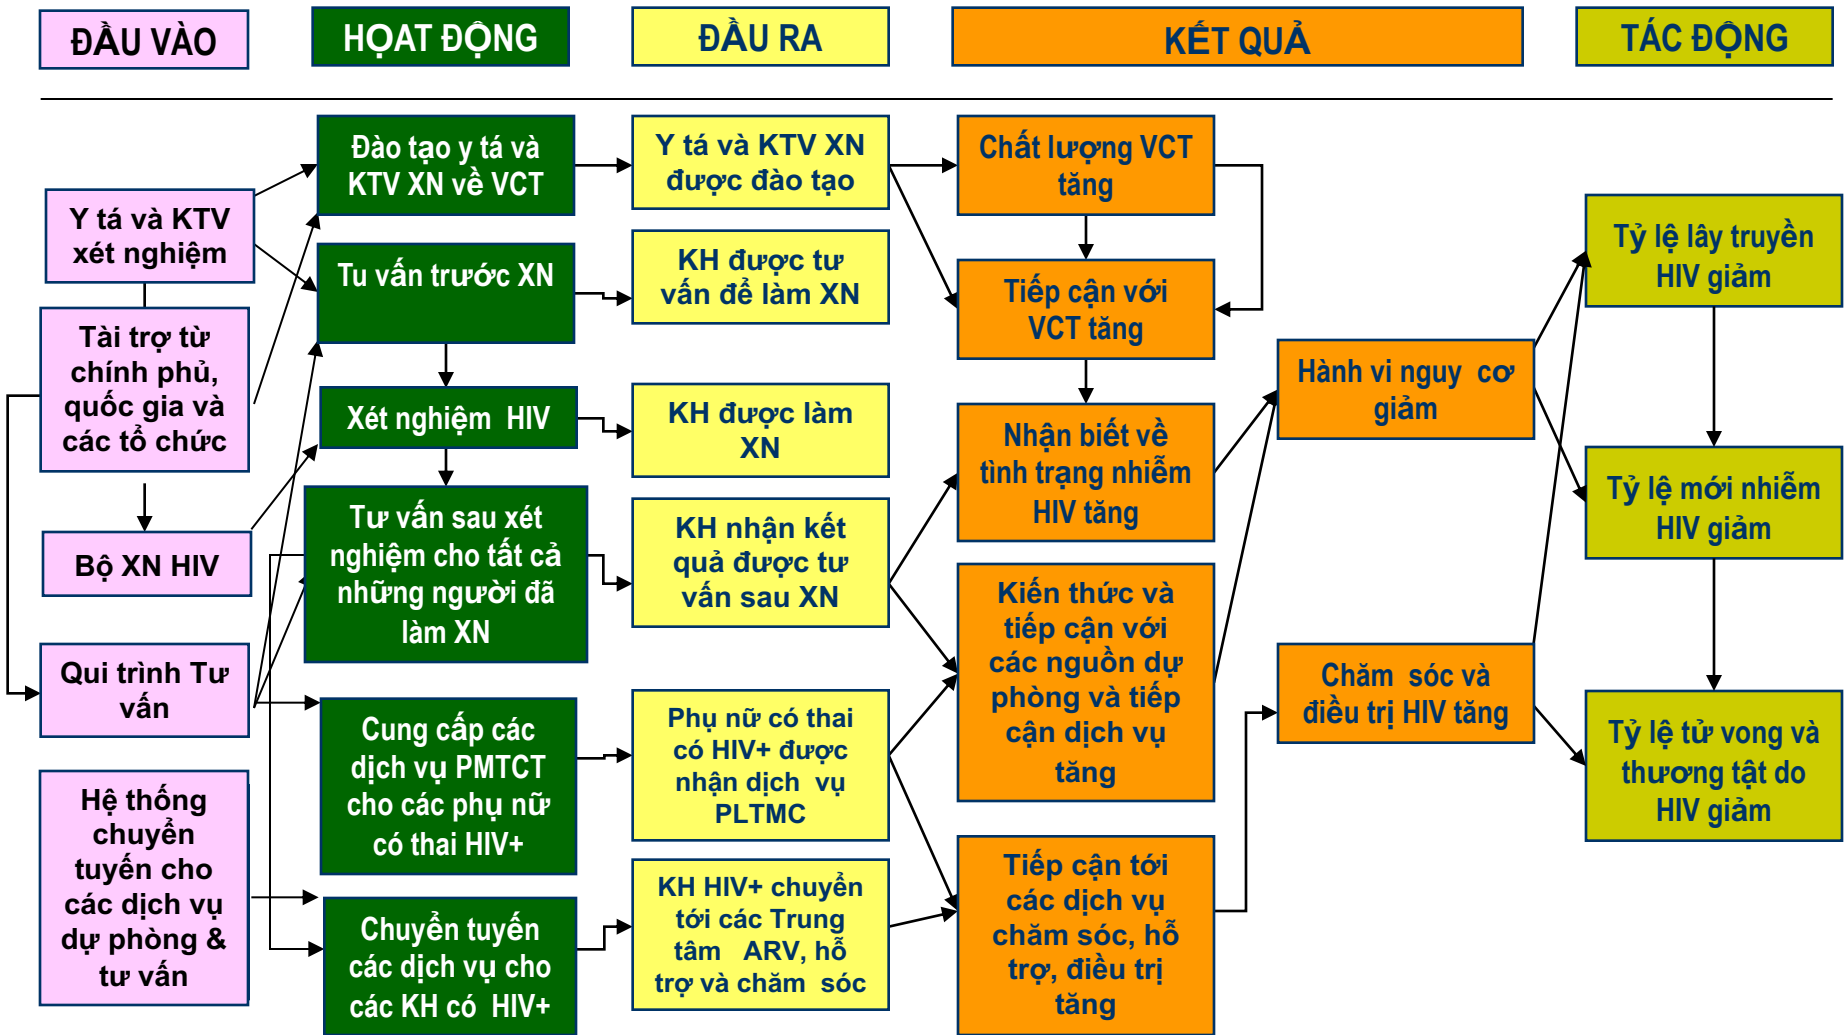 ĐẦU VÀO
HỌAT ĐỘNG
ĐẦU RA
KẾT QUẢ
TÁC ĐỘNG
Y tá và KTV
xét nghiệm
Tài trợ từ
chính phủ,
quốc gia và
các tổ chức
Bộ XN HIV
Qui trình Tư
vấn
Hệ thống
chuyển
tuyến cho
các dịch vụ
dự phòng &
tư vấn
Đào tạo y tá và
KTV XN về VCT
Tu vấn trước XN
Xét nghiệm HIV
Tư vấn sau xét
nghiệm cho tất cả
những người đã
làm XN
Cung cấp các
dịch vụ PMTCT
cho các phụ nữ
có thai HIV+
Chuyển tuyến
các dịch vụ cho
các KH có HIV+
Y tá và KTV XN
được đào tạo
KH được tư
vấn để làm XN
KH được làm
XN
KH nhận kết
quả được tư
vấn sau XN
Phụ nữ có thai
có HIV+ được
nhận dịch vụ
PLTMC
KH HIV+ chuyển
tới các Trung
tâm ARV, hỗ
trợ và chăm sóc
Chất lượng VCT
tăng
Tiếp cận với
VCT tăng
Nhận biết về
tình trạng nhiễm
HIV tăng
Kiến thức và
tiếp cận với
các nguồn dự
phòng và tiếp
cận dịch vụ
tăng
Tiếp cận tới
các dịch vụ
chăm sóc, hỗ
trợ, điều trị
tăng
Hành vi nguy cơ
giảm
Chăm sóc và
điều trị HIV tăng
Tỷ lệ lây truyền
HIV giảm
Tỷ lệ mới nhiễm
HIV giảm
Tỷ lệ tử vong và
thương tật do
HIV giảm